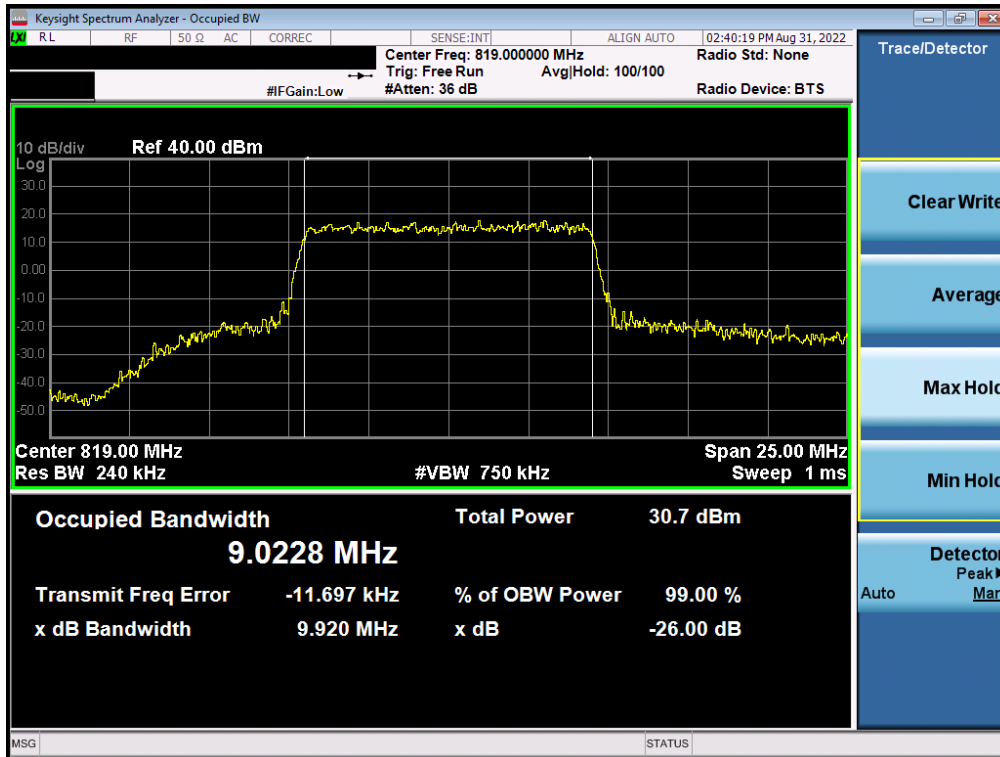 Keysight Spectrum Analyzer - Occupied BW
LXI RL RF 50 Ω AC CORREC SENSE:INT ALIGN AUTO 02:40:19 PM Aug 31, 2022
Center Freq: 819.000000 MHz Radio Std: None
Trig: Free Run Avg|Hold: 100/100
#IFGain:Low #Atten: 36 dB Radio Device: BTS
Trace/Detector
10 dB/div Ref 40.00 dBm
Log
30.0
20.0
10.0
0.00
-10.0
-20.0
-30.0
-40.0
-50.0
Center 819.00 MHz Span 25.00 MHz
Res BW 240 kHz #VBW 750 kHz Sweep 1 ms
Clear Write
Average
Max Hold
Min Hold
Detector
Peak
Auto Man
Occupied Bandwidth Total Power 30.7 dBm
9.0228 MHz
Transmit Freq Error -11.697 kHz % of OBW Power 99.00 %
x dB Bandwidth 9.920 MHz x dB -26.00 dB
MSG STATUS